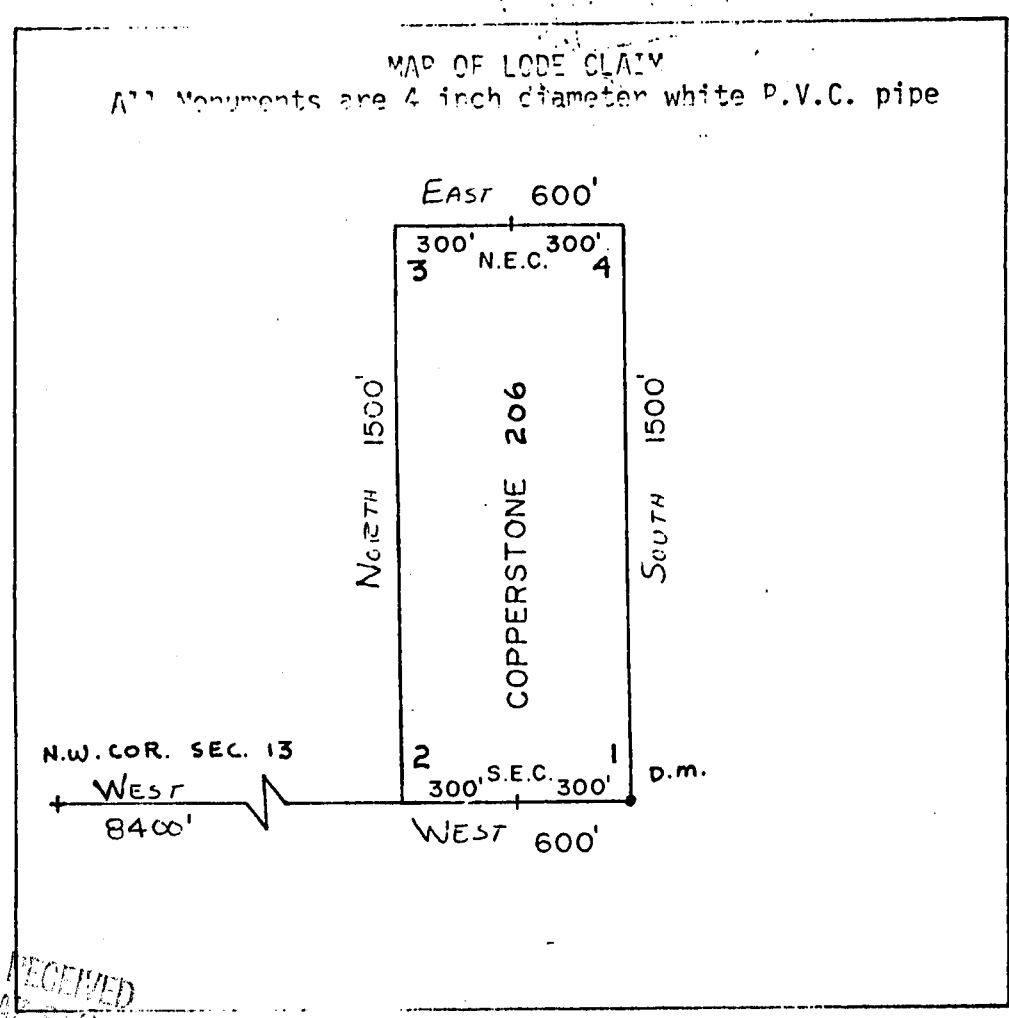 MAP OF LODE CLAIM
All Monuments are 4 inch diameter white P.V.C. pipe
EAST 600'
300' 300'
N.E.C.
3 4
NORTH 1500'
COPPERSTONE 206
SOUTH 1500'
N.W. COR. SEC. 13
2 1
D.M.
WEST
300' S.E.C. 300'
8400'
WEST 600'
RECEIVED